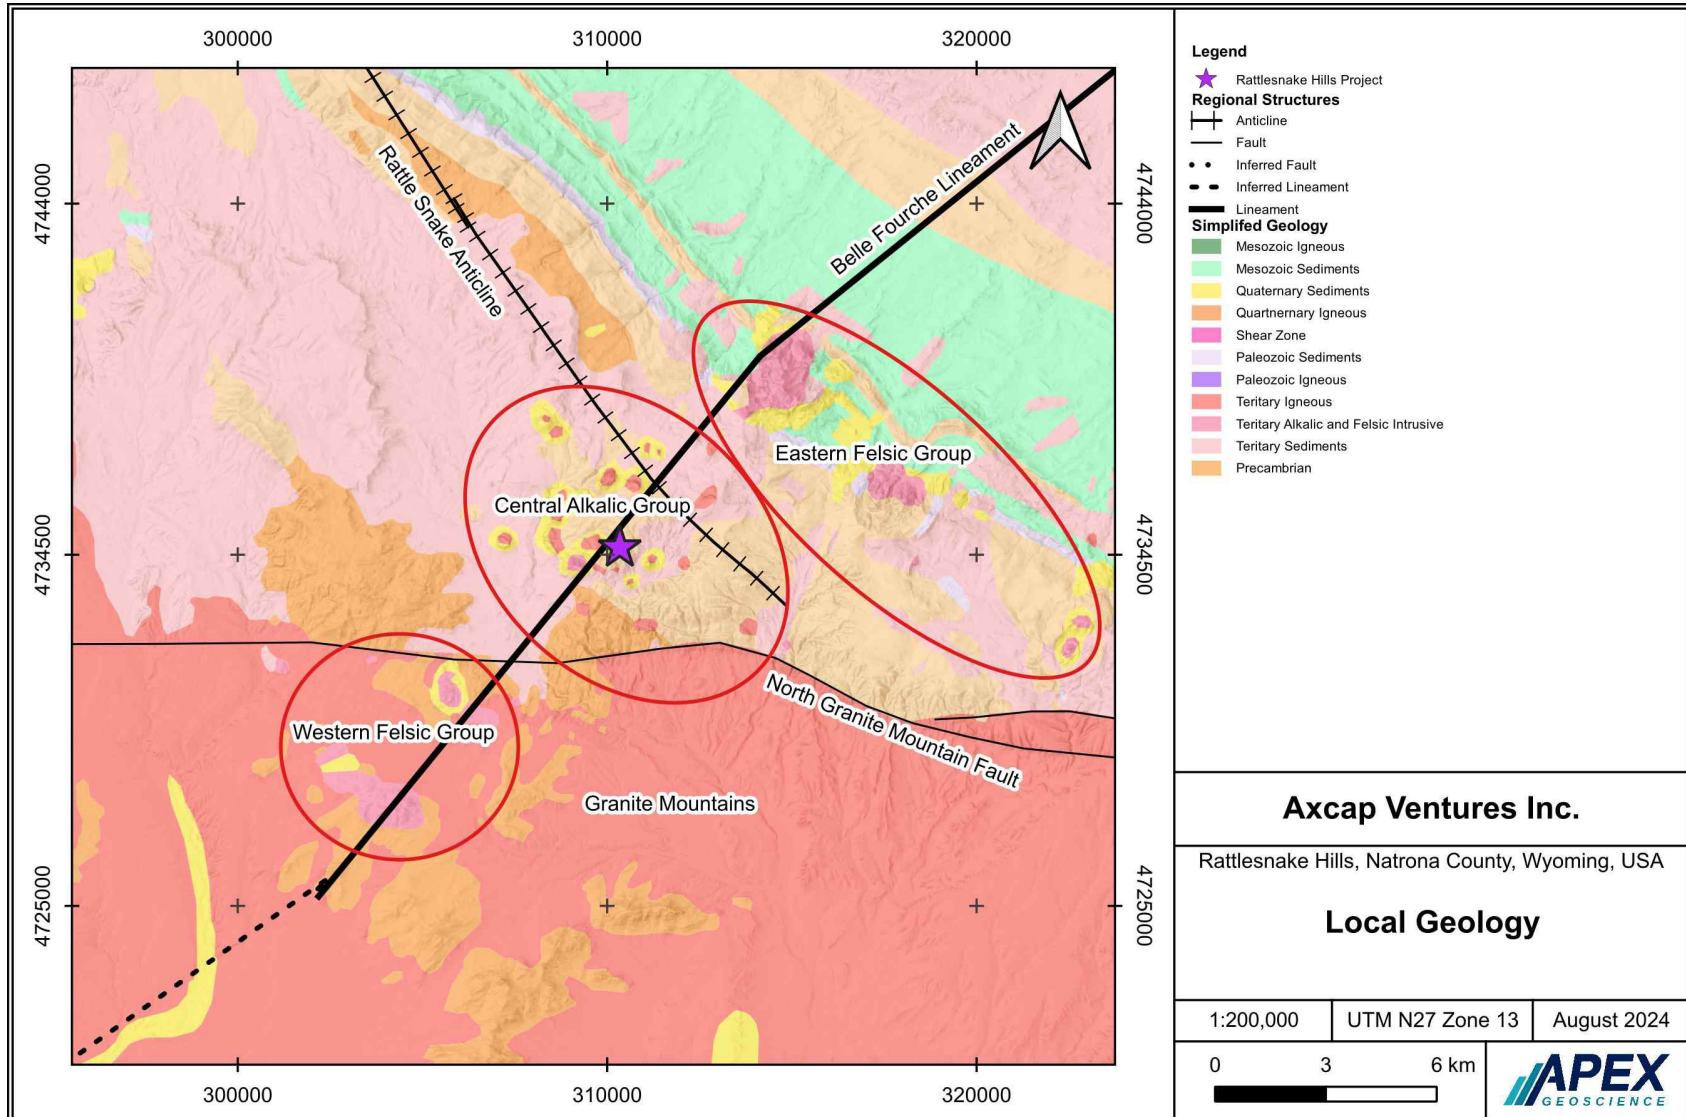 300000
310000
320000
4744000
4734500
4725000
4744000
4734500
4725000
Rattle Snake Anticline
Belle Fourche Lineament
Eastern Felsic Group
Central Alkalic Group
Western Felsic Group
North Granite Mountain Fault
Granite Mountains
300000
310000
320000
Legend
Rattlesnake Hills Project
Regional Structures
Anticline
Fault
Inferred Fault
Inferred Lineament
Lineament
Simplifed Geology
Mesozoic Igneous
Mesozoic Sediments
Quaternary Sediments
Quarternary Igneous
Shear Zone
Paleozoic Sediments
Paleozoic Igneous
Teritary Igneous
Teritary Alkalic and Felsic Intrusive
Teritary Sediments
Precambrian
Axcap Ventures Inc.
Rattlesnake Hills, Natrona County, Wyoming, USA
Local Geology
1:200,000
UTM N27 Zone 13
August 2024
0 3 6 km
APEX
GEOSCIENCE